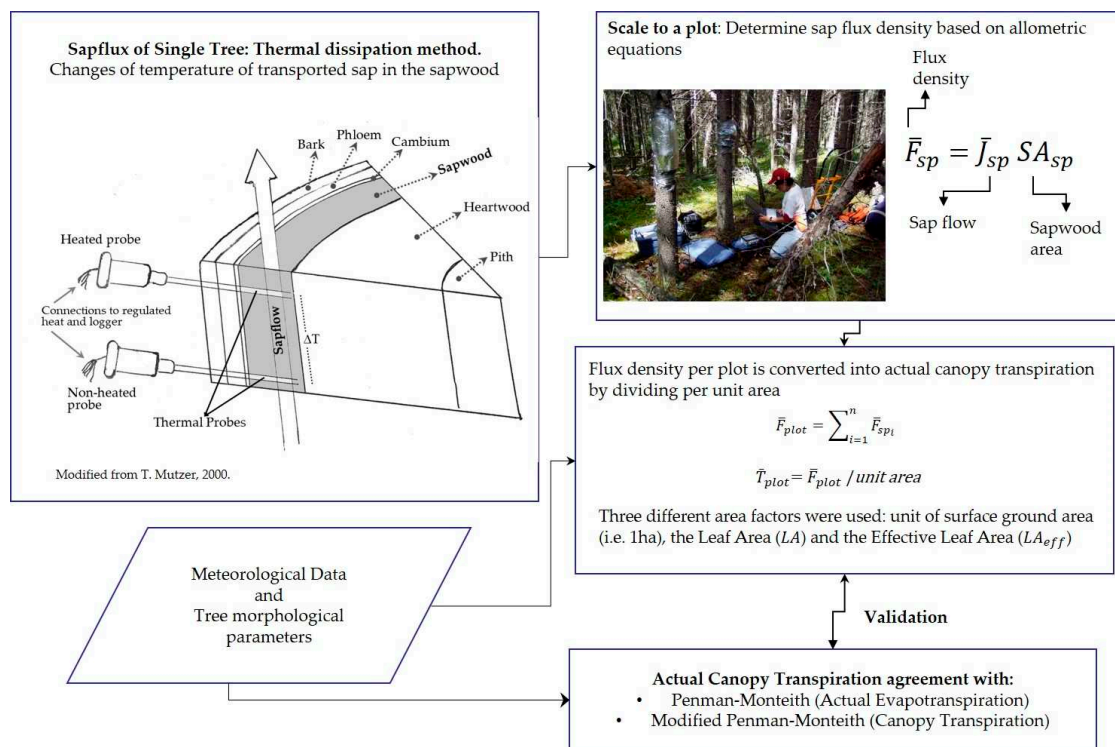 Sapflux of Single Tree: Thermal dissipation method.
Changes of temperature of transported sap in the sapwood
Bark
Phloem
Cambium
Sapwood
Heartwood
Pith
Heated probe
Connections to regulated
heat and logger
Non-heated
probe
Thermal Probes
Sapflow
ΔT
Modified from T. Mutzer, 2000.
Scale to a plot: Determine sap flux density based on allometric
equations
Flux
density
F̄sp = J̄sp SAsp
Sap flow
Sapwood
area
Flux density per plot is converted into actual canopy transpiration
by dividing per unit area
F̄plot = ∑ⁿᵢ₌₁ F̄spᵢ
T̄plot = F̄plot / unit area
Three different area factors were used: unit of surface ground area
(i.e. 1ha), the Leaf Area (LA) and the Effective Leaf Area (LAeff)
Meteorological Data
and
Tree morphological
parameters
Validation
Actual Canopy Transpiration agreement with:
• Penman-Monteith (Actual Evapotranspiration)
• Modified Penman-Monteith (Canopy Transpiration)